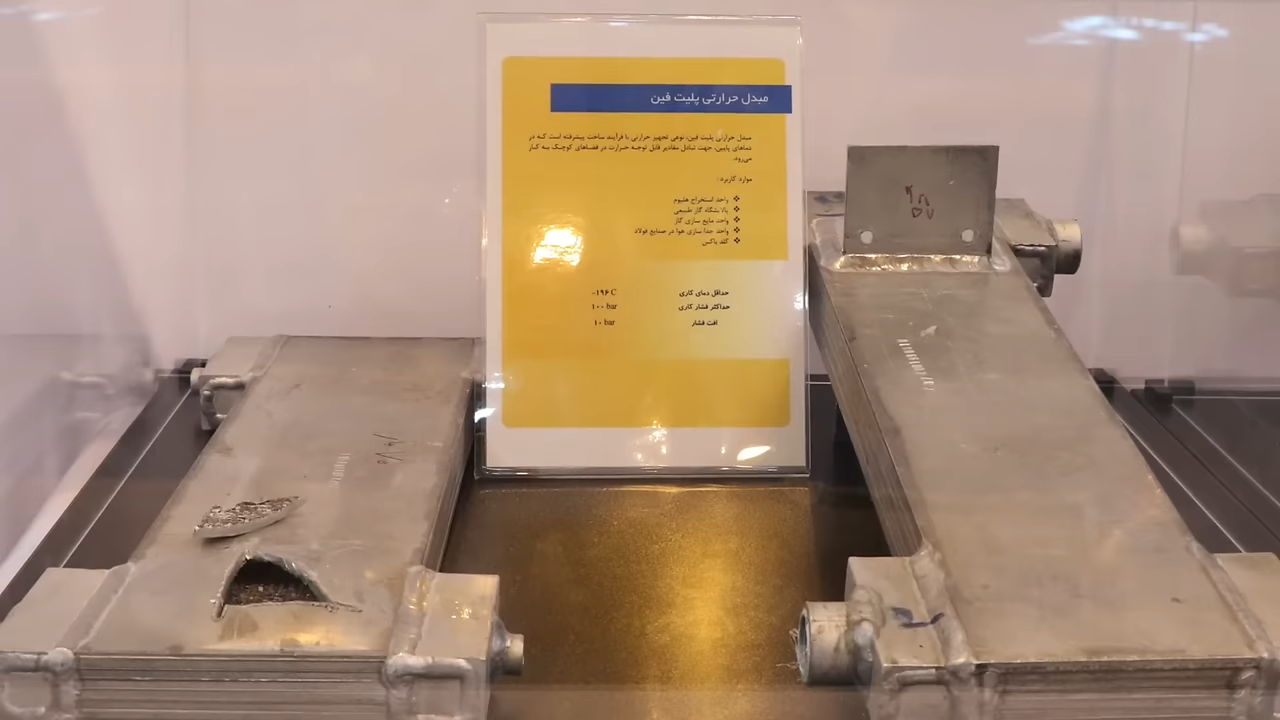 مبدل حرارتی پلیت فین
مبدل حرارتی پلیت فین، نوعی تجهیز حرارتی با فرآیند ساخت پیشرفته است که در
دماهای پایین، جهت تبادل مقادیر قابل توجه حرارت در فضاهای کوچک به کار
می‌رود.
موارد کاربرد:
❖ واحد استخراج هلیوم
❖ پالایشگاه گاز طبیعی
❖ واحد مایع سازی گاز
❖ واحد جدا سازی هوا در صنایع فولاد
❖ کلد باکس
حداقل دمای کاری -۱۹۶ C
حداکثر فشار کاری ۱۰۰ bar
افت فشار ۱۰ bar